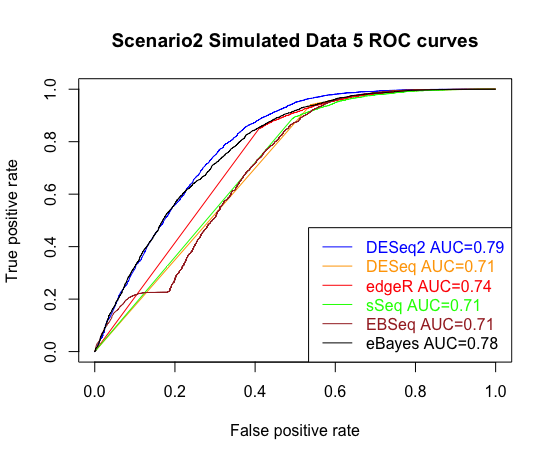 Scenario2 Simulated Data 5 ROC curves
True positive rate
1.0
0.8
0.6
0.4
0.2
0.0
DESeq2 AUC=0.79
DESeq AUC=0.71
edgeR AUC=0.74
sSeq AUC=0.71
EBSeq AUC=0.71
eBayes AUC=0.78
0.0 0.2 0.4 0.6 0.8 1.0
False positive rate